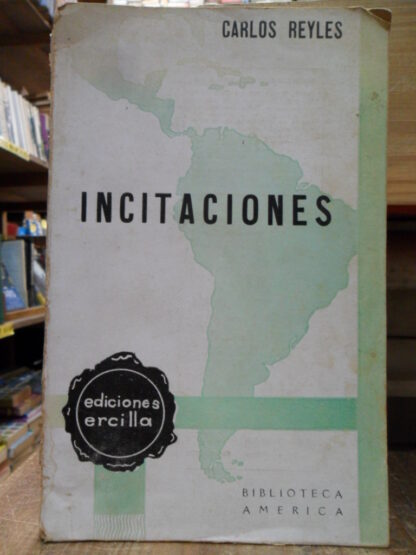 CARLOS REYLES
INCITACIONES
ediciones
ercilla
BIBLIOTECA
AMERICA